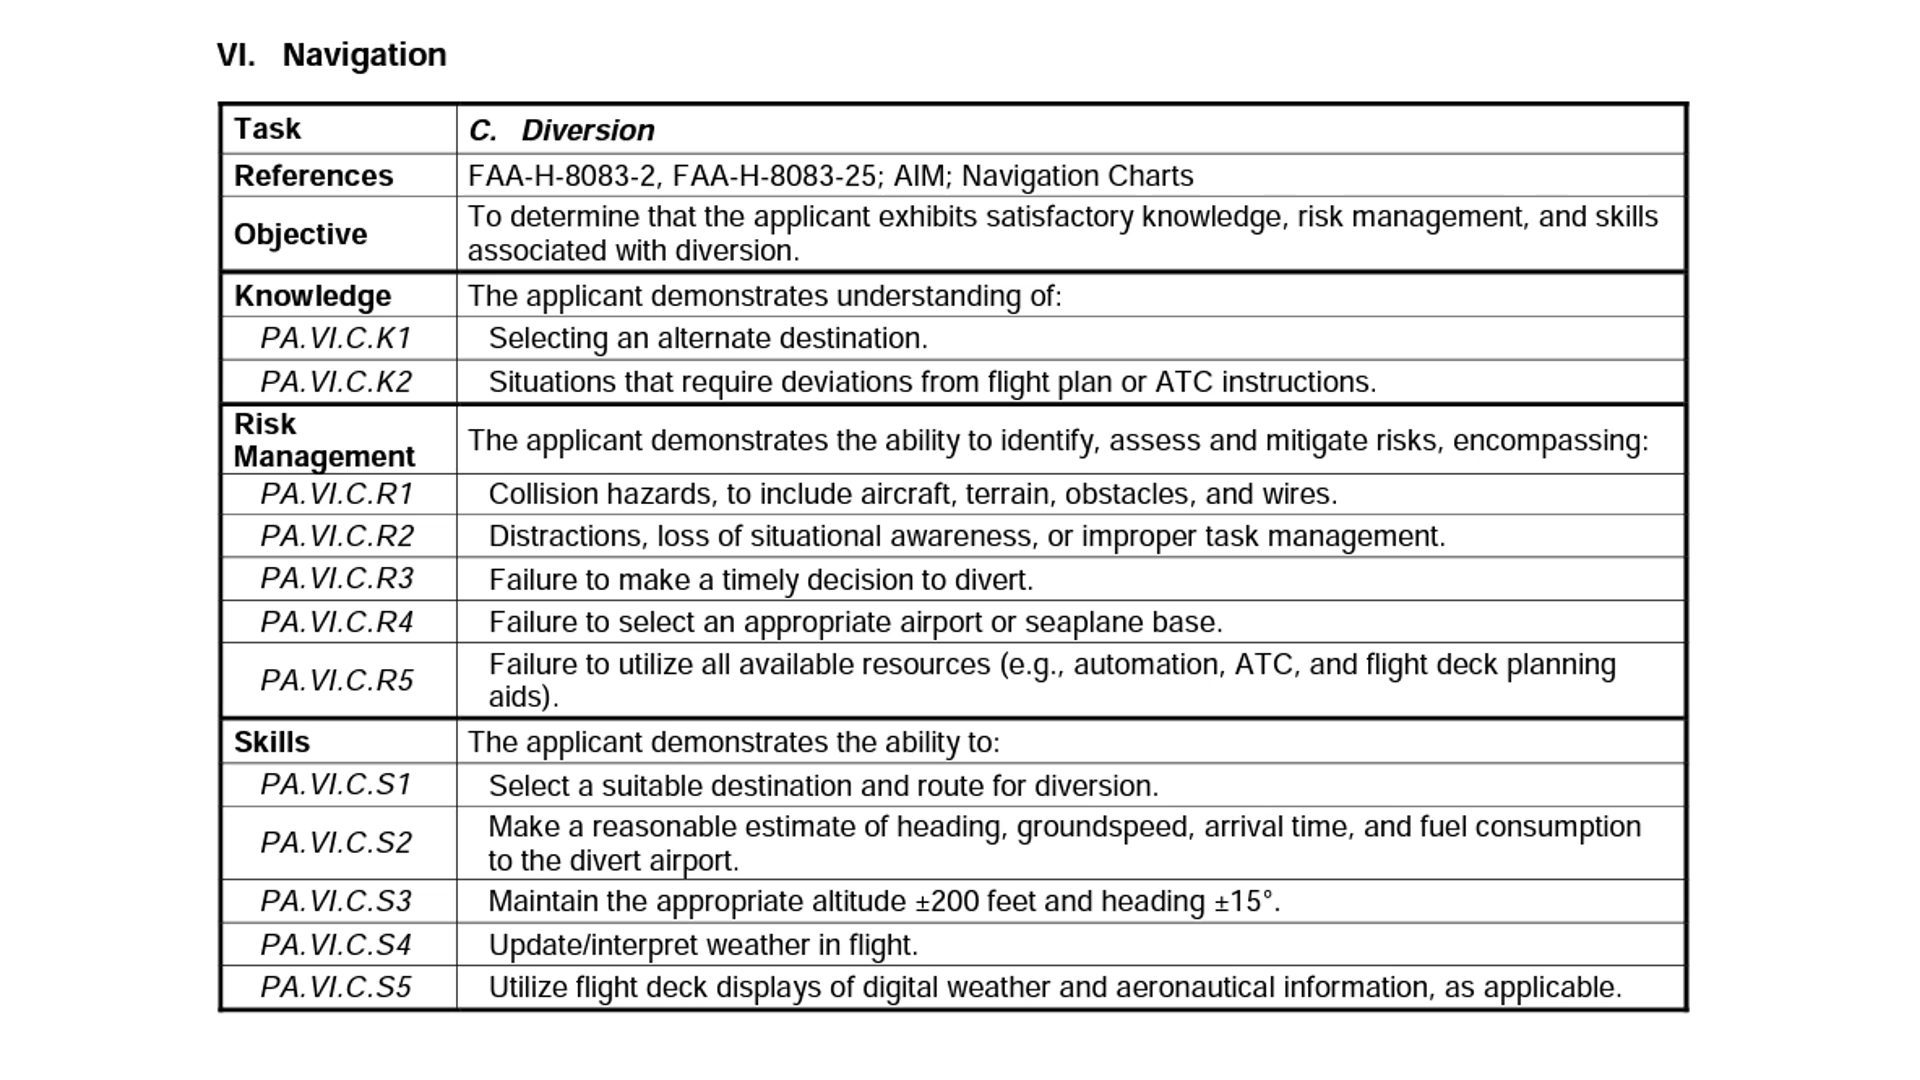 VI. Navigation
Task
C. Diversion
References
FAA-H-8083-2, FAA-H-8083-25; AIM; Navigation Charts
Objective
To determine that the applicant exhibits satisfactory knowledge, risk management, and skills
associated with diversion.
Knowledge
The applicant demonstrates understanding of:
PA.VI.C.K1
Selecting an alternate destination.
PA.VI.C.K2
Situations that require deviations from flight plan or ATC instructions.
Risk
Management
The applicant demonstrates the ability to identify, assess and mitigate risks, encompassing:
PA.VI.C.R1
Collision hazards, to include aircraft, terrain, obstacles, and wires.
PA.VI.C.R2
Distractions, loss of situational awareness, or improper task management.
PA.VI.C.R3
Failure to make a timely decision to divert.
PA.VI.C.R4
Failure to select an appropriate airport or seaplane base.
PA.VI.C.R5
Failure to utilize all available resources (e.g., automation, ATC, and flight deck planning
aids).
Skills
The applicant demonstrates the ability to:
PA.VI.C.S1
Select a suitable destination and route for diversion.
PA.VI.C.S2
Make a reasonable estimate of heading, groundspeed, arrival time, and fuel consumption
to the divert airport.
PA.VI.C.S3
Maintain the appropriate altitude ±200 feet and heading ±15°.
PA.VI.C.S4
Update/interpret weather in flight.
PA.VI.C.S5
Utilize flight deck displays of digital weather and aeronautical information, as applicable.